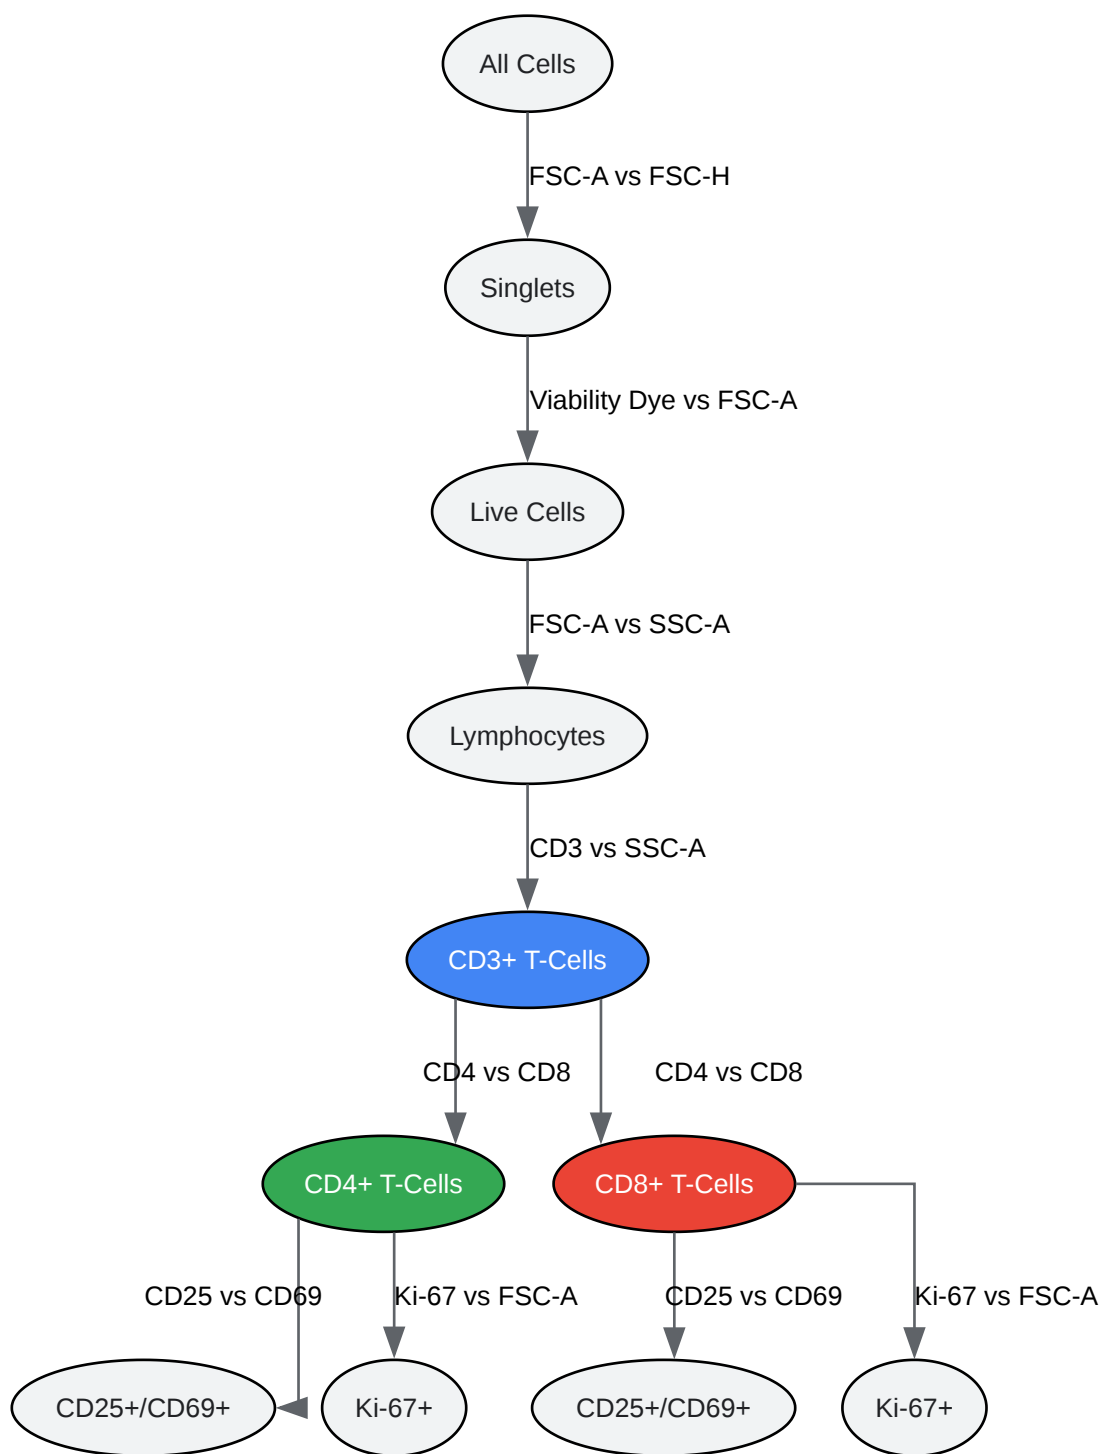 All Cells
FSC-A vs FSC-H
Singlets
Viability Dye vs FSC-A
Live Cells
FSC-A vs SSC-A
Lymphocytes
CD3 vs SSC-A
CD3+ T-Cells
CD4 vs CD8
CD4 vs CD8
CD4+ T-Cells
CD8+ T-Cells
CD25 vs CD69
Ki-67 vs FSC-A
CD25 vs CD69
Ki-67 vs FSC-A
CD25+/CD69+
Ki-67+
CD25+/CD69+
Ki-67+